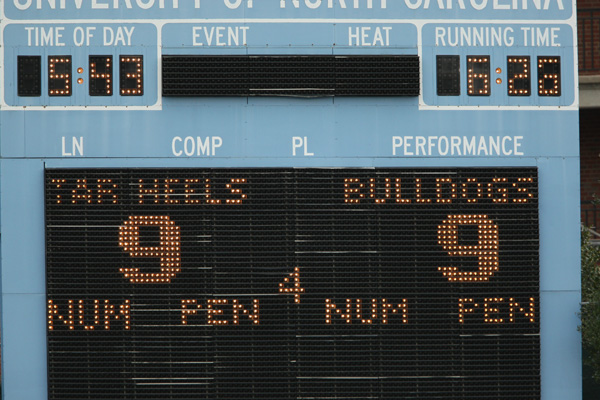 UNIVERSITY OF NORTH CAROLINA
TIME OF DAY EVENT HEAT RUNNING TIME
5:43 6:25
LN COMP PL PERFORMANCE
TAR HEELS BULLDOGS
9 9
4
NUM PEN NUM PEN